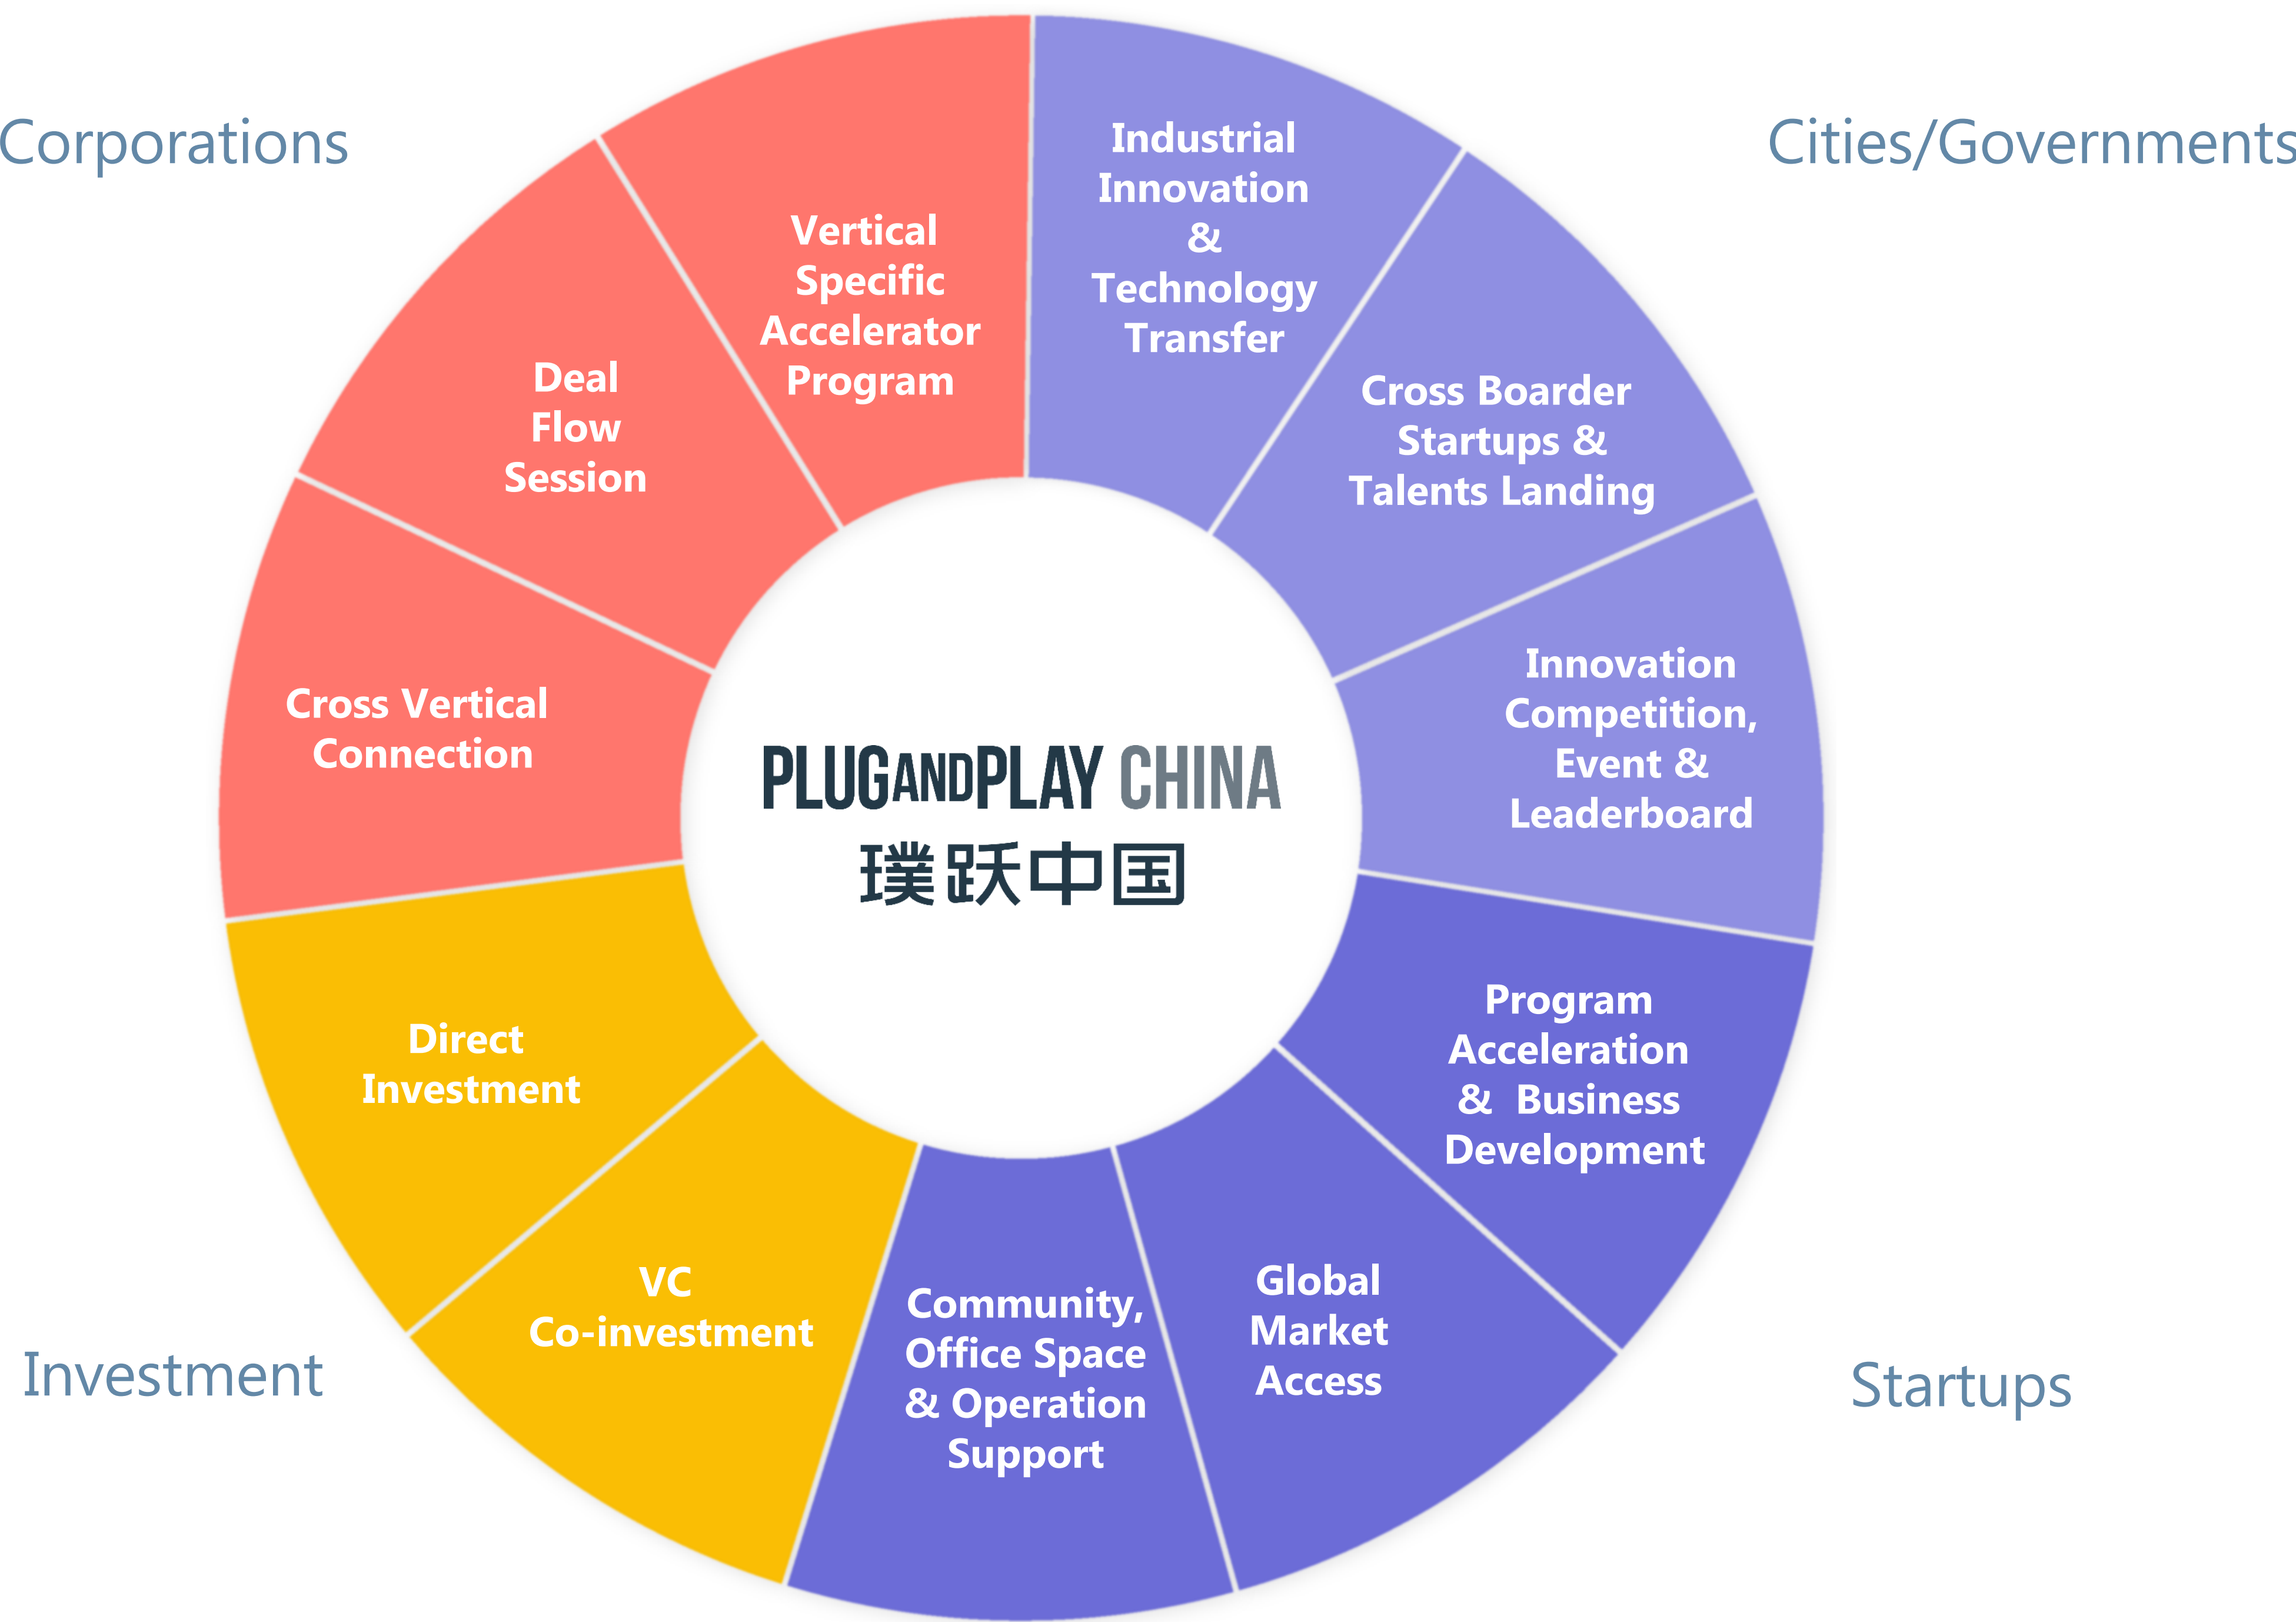 Corporations
Cities/Governments
Industrial
Innovation
&
Technology
Transfer
Vertical
Specific
Accelerator
Program
Deal
Flow
Session
Cross Boarder
Startups &
Talents Landing
Cross Vertical
Connection
Innovation
Competition,
Event &
Leaderboard
PLUGANDPLAY CHINA
璞跃中国
Direct
Investment
Program
Acceleration
& Business
Development
VC
Co-investment
Community,
Office Space
& Operation
Support
Global
Market
Access
Investment
Startups